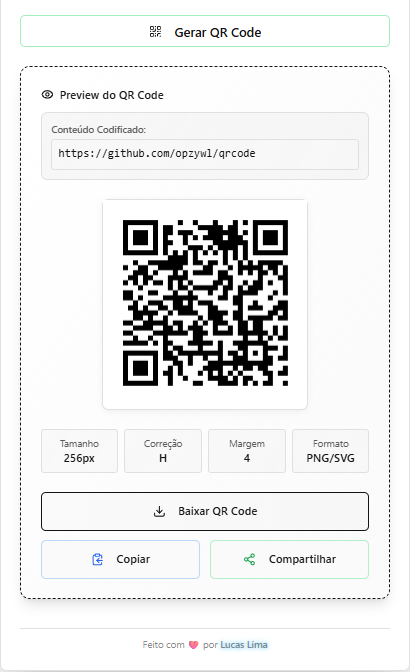 Gerar QR Code
Preview do QR Code
Conteúdo Codificado:
https://github.com/opzywl/qrcode
Tamanho
256px
Correção
H
Margem
4
Formato
PNG/SVG
Baixar QR Code
Copiar
Compartilhar
Feito com 💔 por Lucas Lima